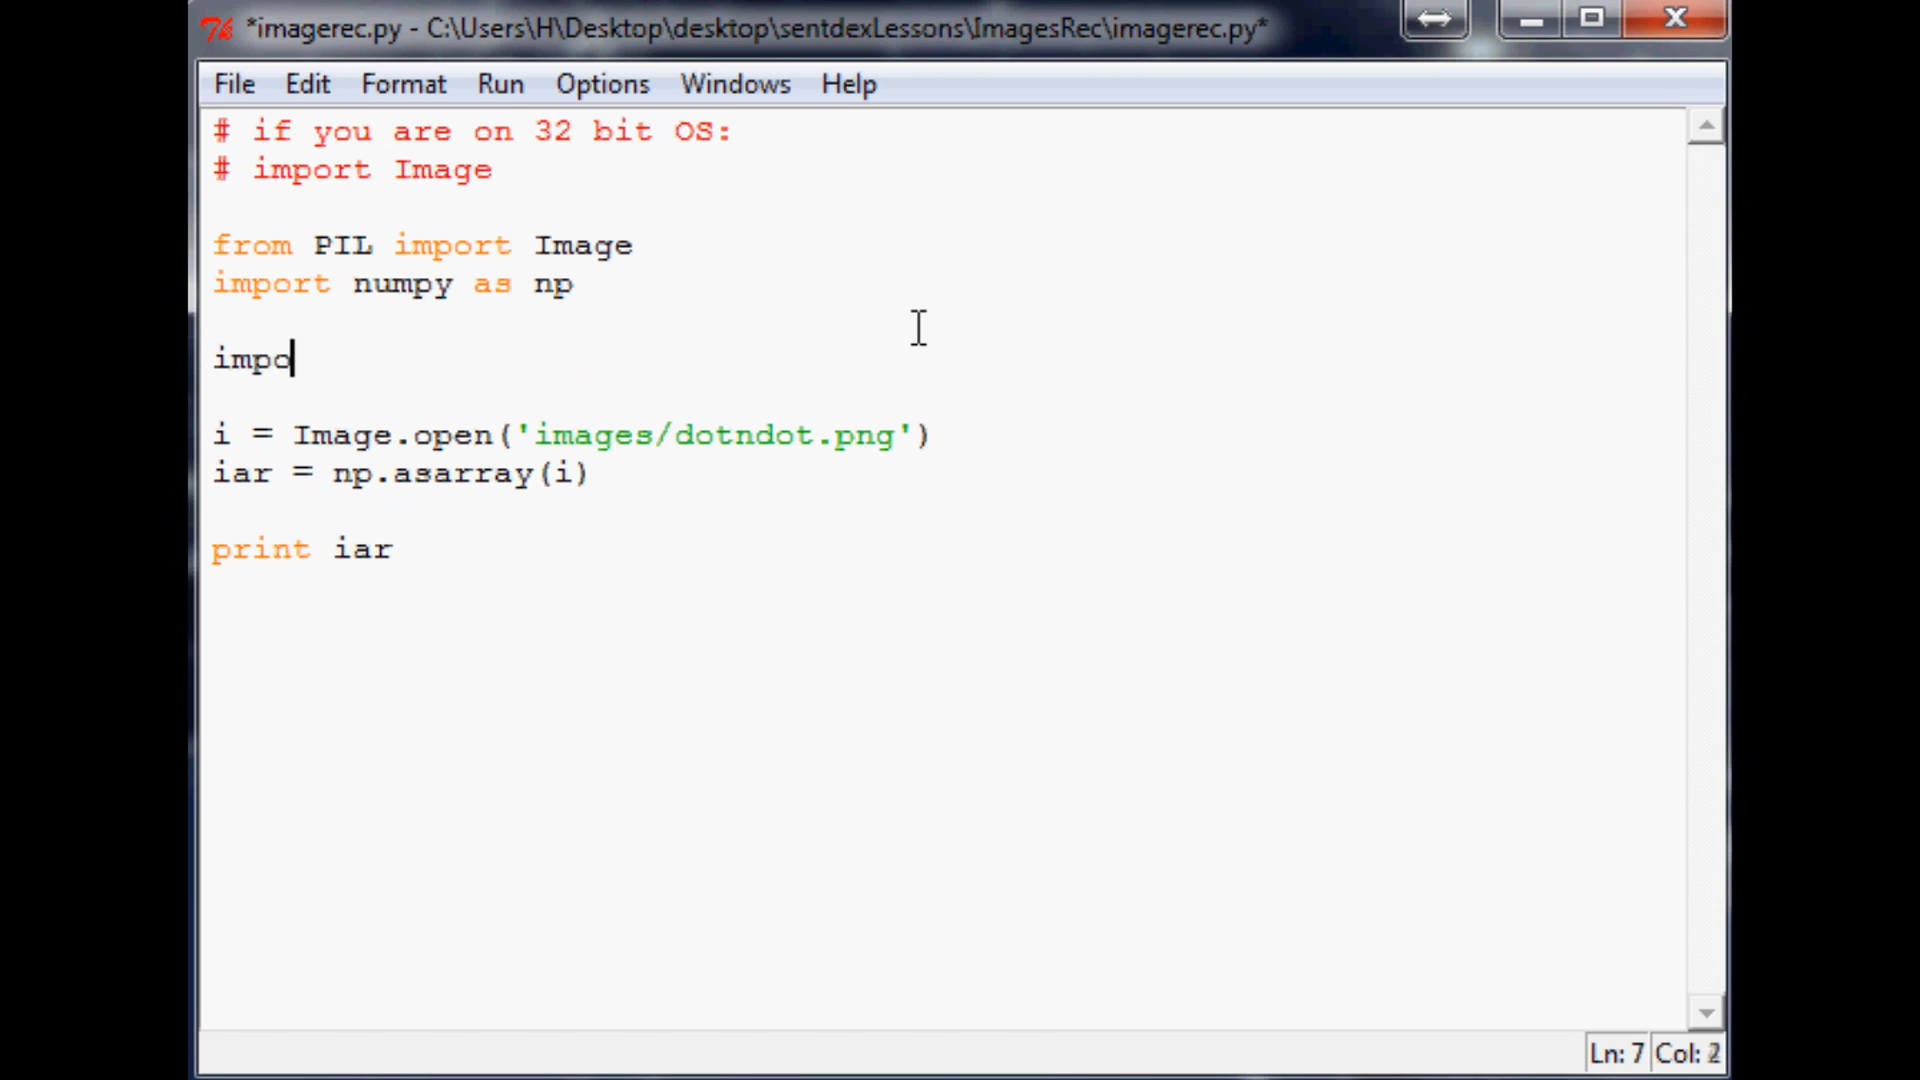 *imagerec.py - C:\Users\H\Desktop\desktop\sentdexLessons\ImagesRec\imagerec.py*
File Edit Format Run Options Windows Help
# if you are on 32 bit OS:
# import Image
from PIL import Image
import numpy as np
impo
i = Image.open('images/dotndot.png')
iar = np.asarray(i)
print iar
Ln: 7 Col: 2